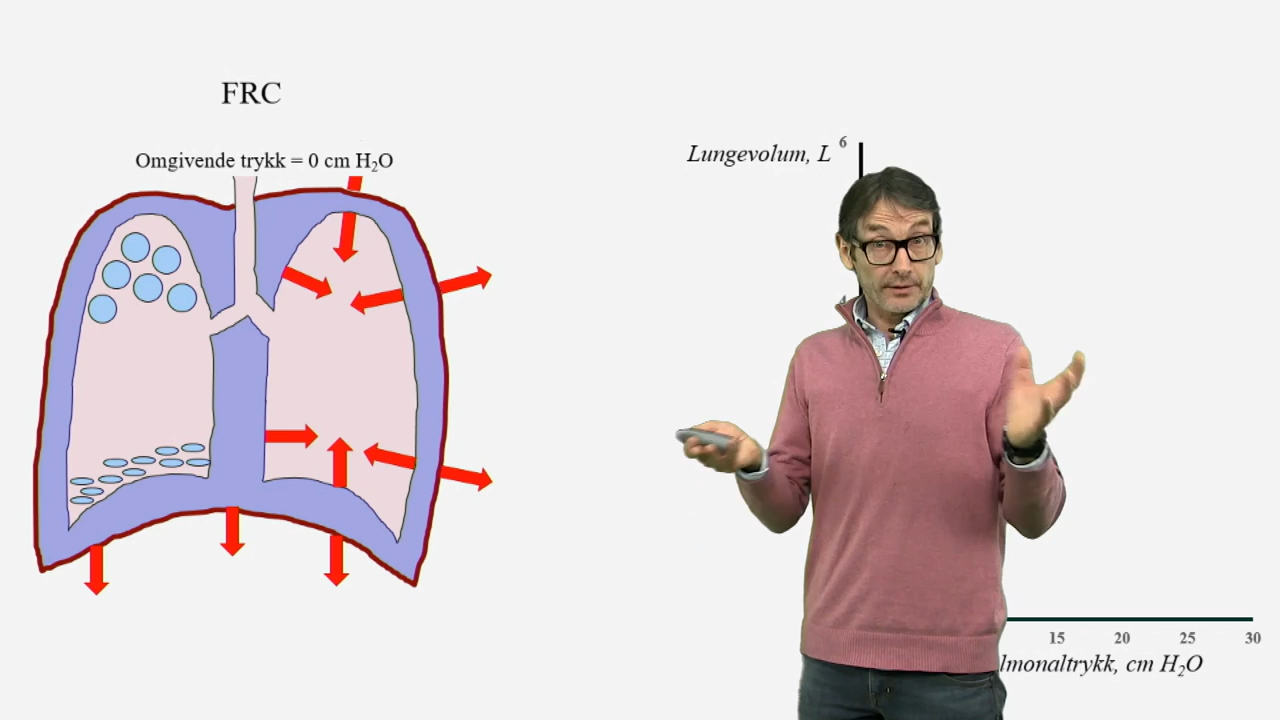 FRC
Omgivende trykk = 0 cm H₂O
Lungevolum, L
6
15 20 25 30
lmonaltrykk, cm H₂O